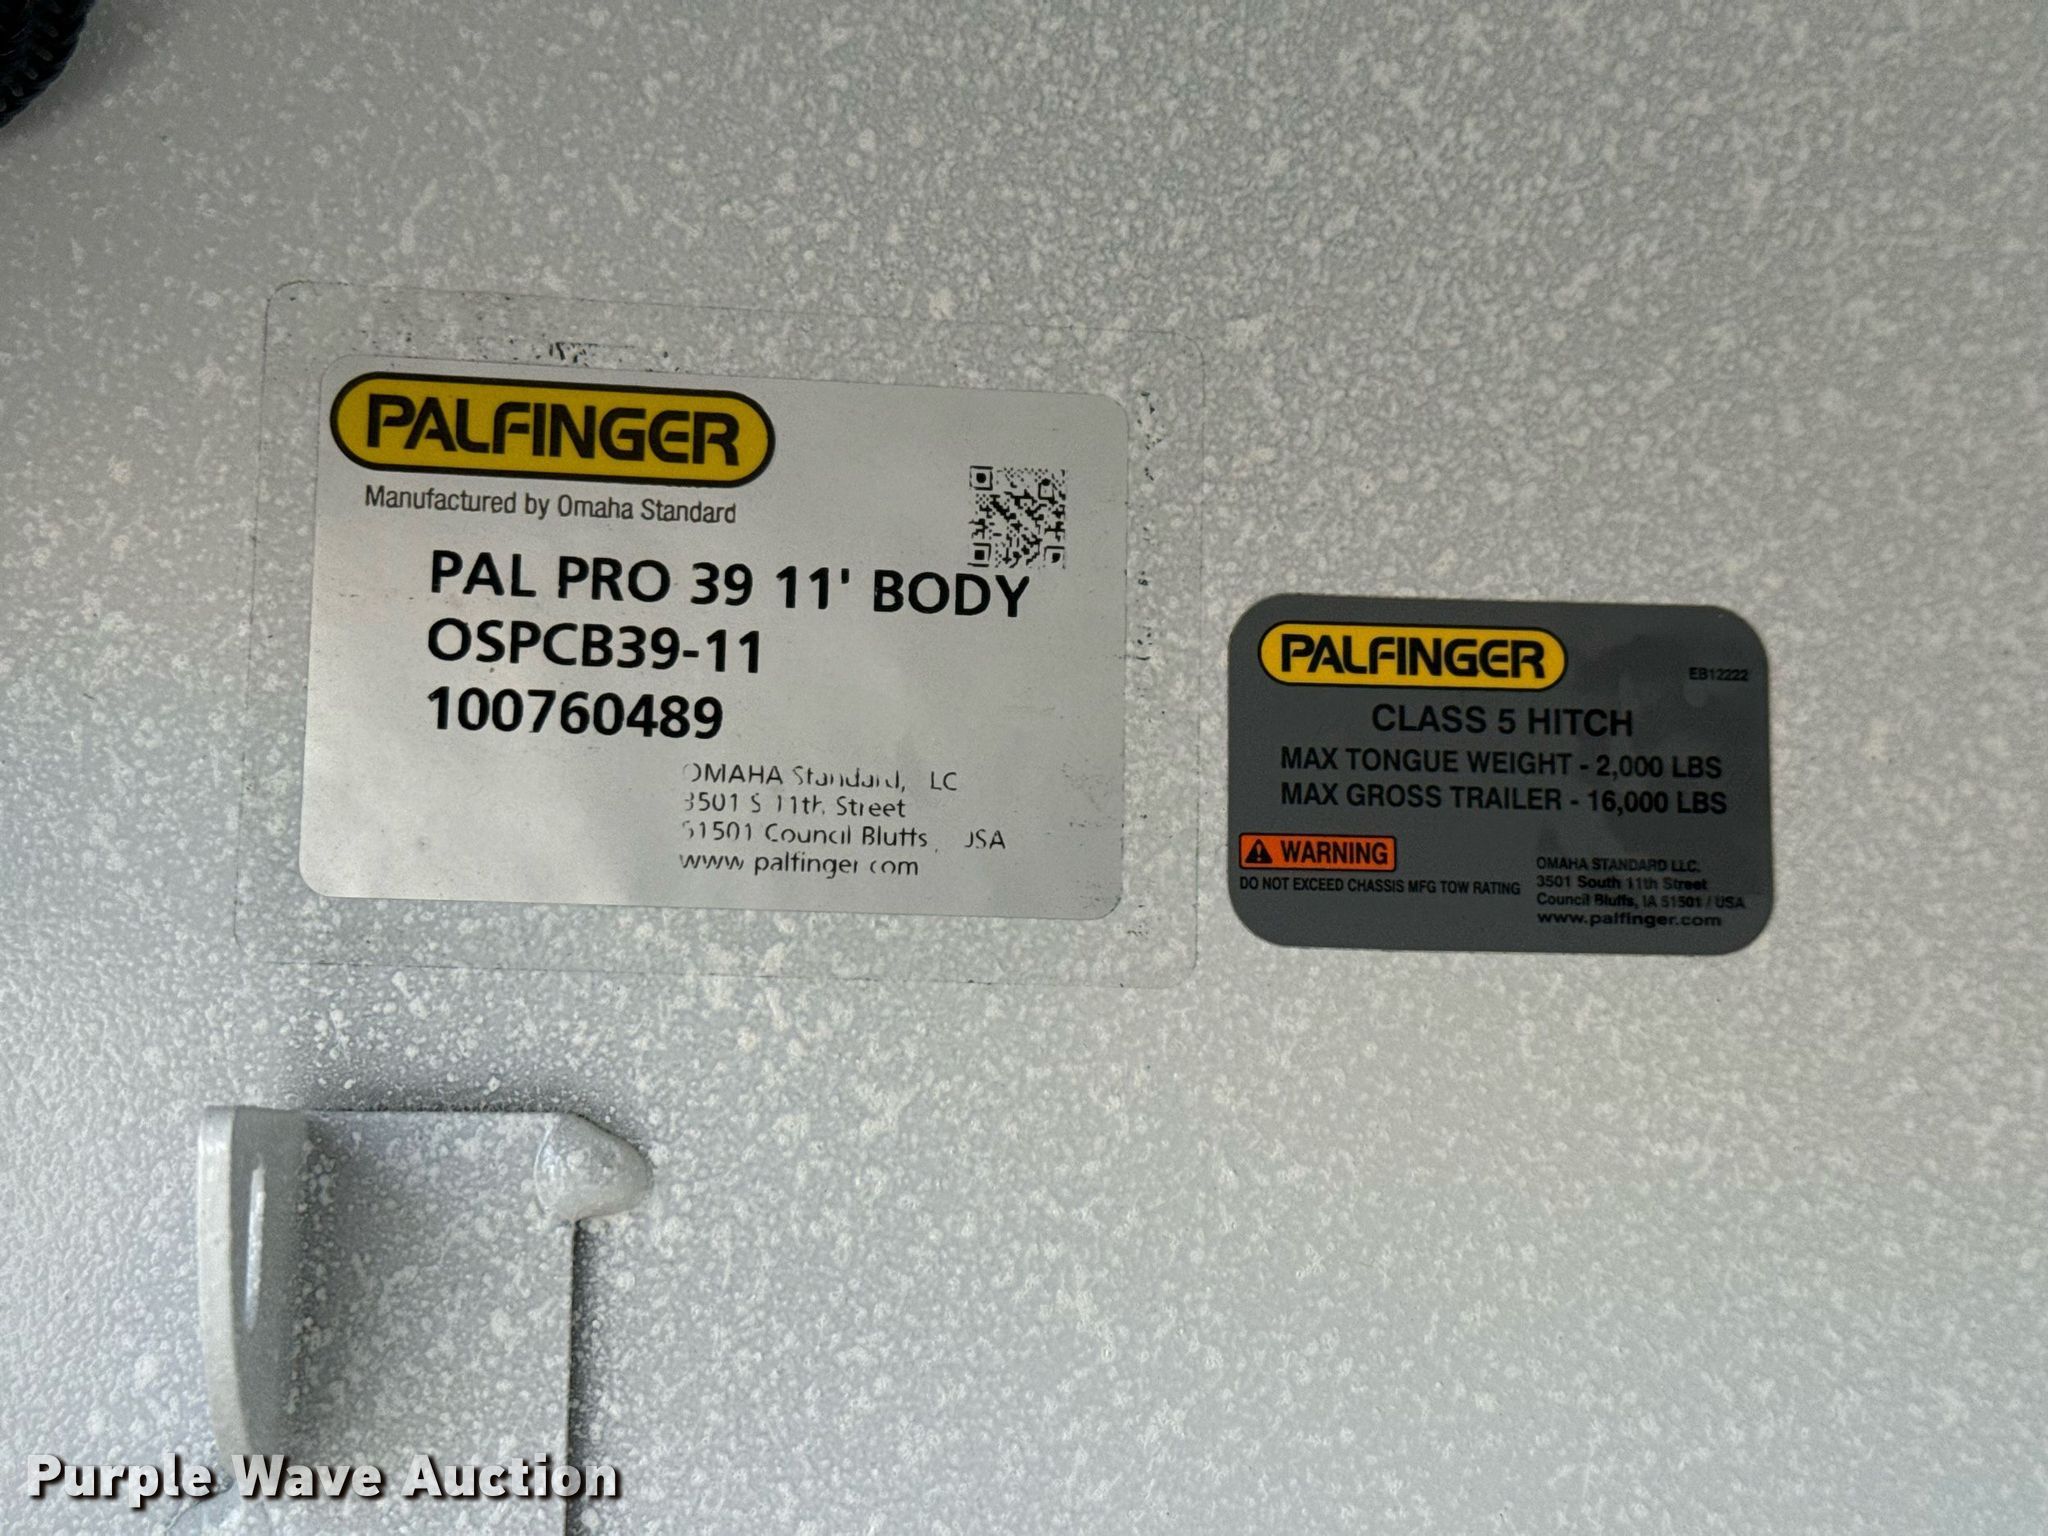 PALFINGER
Manufactured by Omaha Standard
PAL PRO 39 11' BODY
OSPCB39-11
100760489
OMAHA Standard, LC
3501 S 11th Street
51501 Council Bluffs, USA
www.palfinger.com
PALFINGER
EB12222
CLASS 5 HITCH
MAX TONGUE WEIGHT - 2,000 LBS
MAX GROSS TRAILER - 16,000 LBS
WARNING
DO NOT EXCEED CHASSIS MFG TOW RATING
OMAHA STANDARD LLC.
3501 South 11th Street
Council Bluffs, IA 51501 / USA
www.palfinger.com
Purple Wave Auction